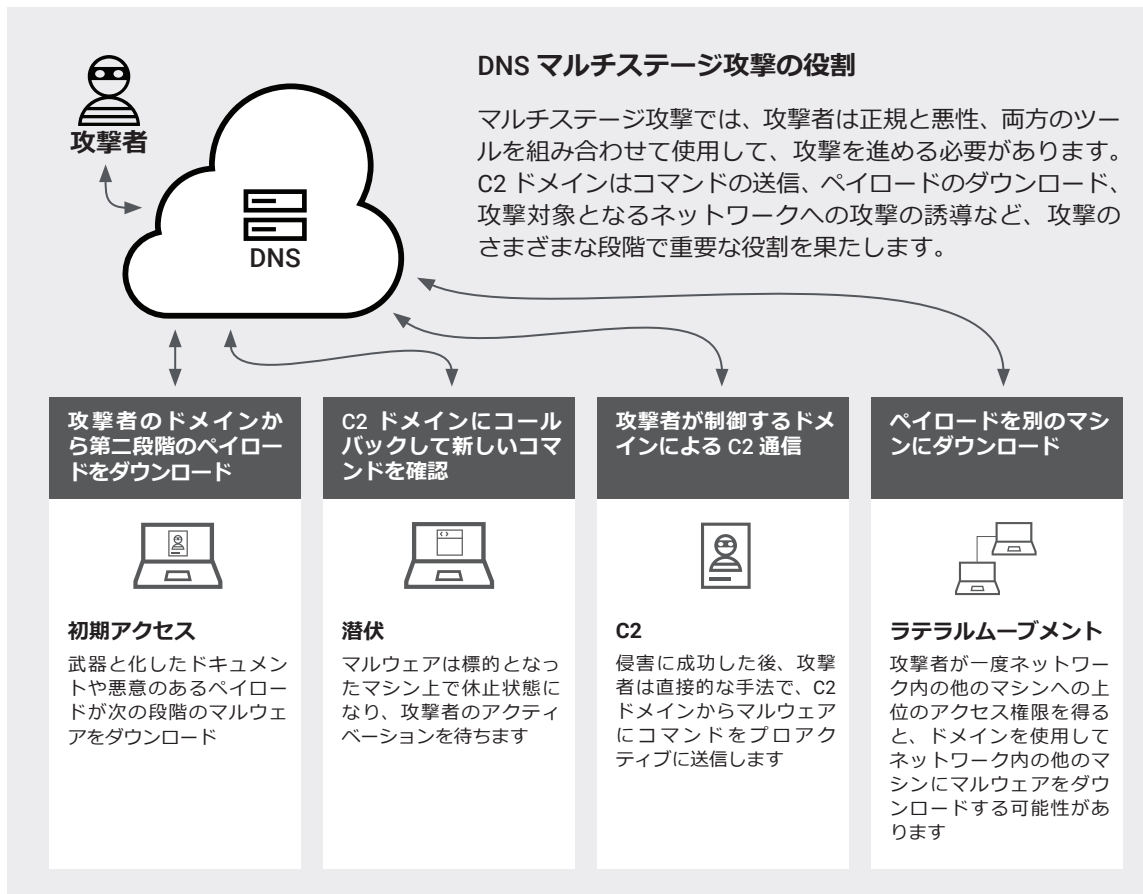 攻撃者
DNS
DNS マルチステージ攻撃の役割
マルチステージ攻撃では、攻撃者は正規と悪性、両方のツー
ルを組み合わせて使用して、攻撃を進める必要があります。
C2 ドメインはコマンドの送信、ペイロードのダウンロード、
攻撃対象となるネットワークへの攻撃の誘導など、攻撃の
さまざまな段階で重要な役割を果たします。
攻撃者のドメインか
ら第二段階のペイロー
ドをダウンロード
初期アクセス
武器と化したドキュメン
トや悪意のあるペイロー
ドが次の段階のマルウェ
アをダウンロード
C2 ドメインにコール
バックして新しいコマ
ンドを確認
潜伏
マルウェアは標的となっ
たマシン上で休止状態に
なり、攻撃者のアクティ
ベーションを待ちます
攻撃者が制御するドメ
インによる C2 通信
C2
侵害に成功した後、攻撃
者は直接的な手法で、C2
ドメインからマルウェア
にコマンドをプロアク
ティブに送信します
ペイロードを別のマシ
ンにダウンロード
ラテラルムーブメント
攻撃者が一度ネットワー
ク内の他のマシンへの上
位のアクセス権限を得る
と、ドメインを使用して
ネットワーク内の他のマ
シンにマルウェアをダウ
ンロードする可能性があ
ります